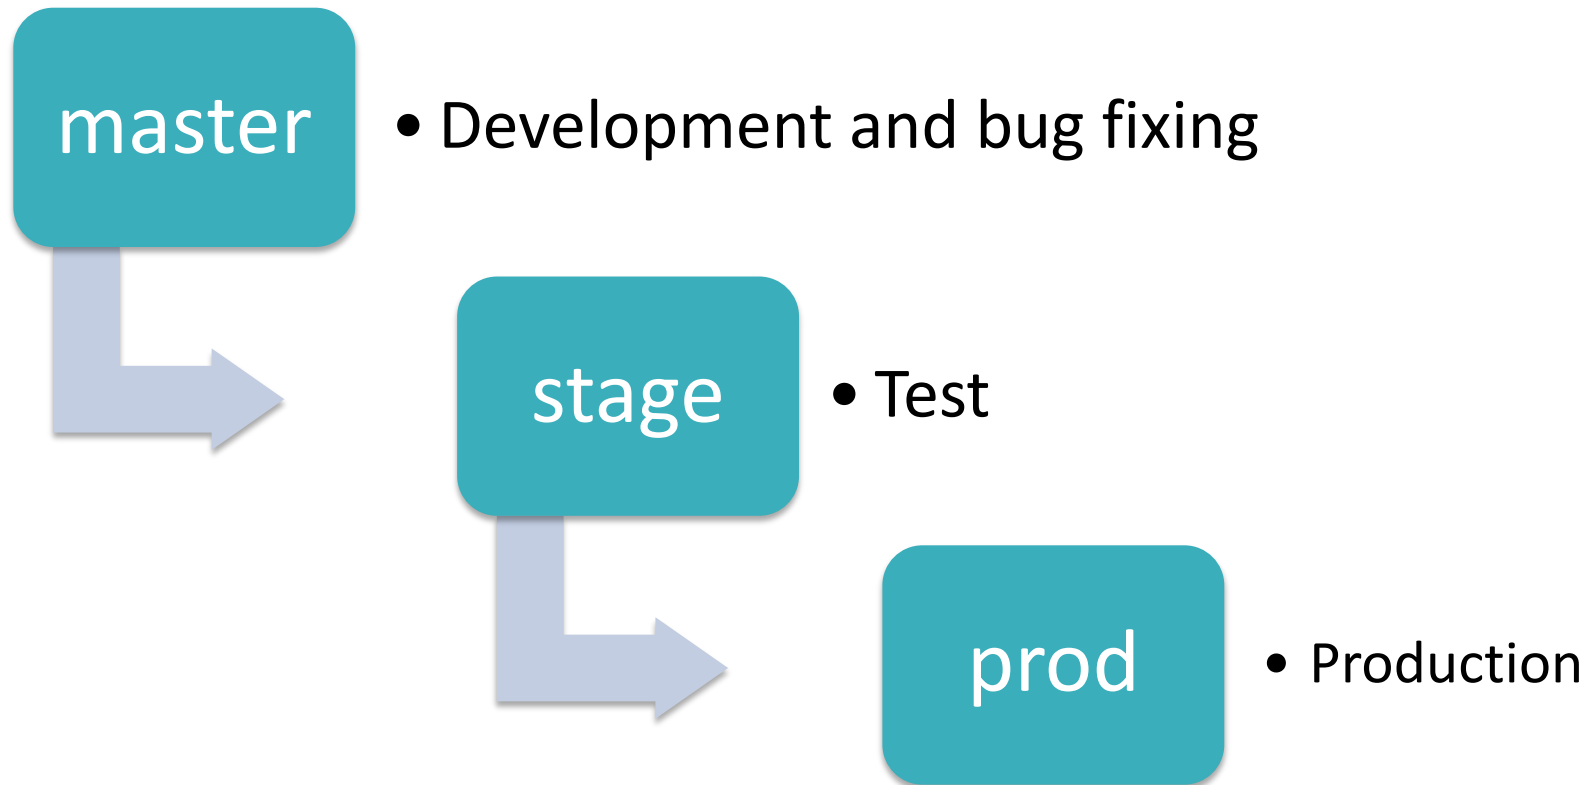 master
• Development and bug fixing
stage
• Test
prod
• Production